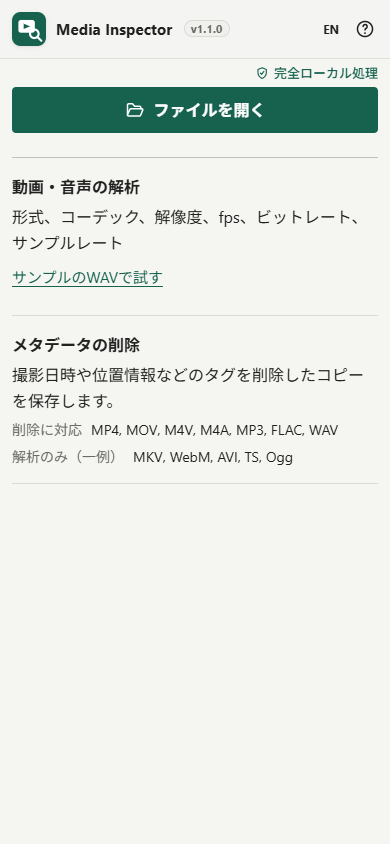 Media Inspector v1.1.0 EN
完全ローカル処理
ファイルを開く
動画・音声の解析
形式、コーデック、解像度、fps、ビットレート、
サンプルレート
サンプルのWAVで試す
メタデータの削除
撮影日時や位置情報などのタグを削除したコピー
を保存します。
削除に対応 MP4, MOV, M4V, M4A, MP3, FLAC, WAV
解析のみ（一例） MKV, WebM, AVI, TS, Ogg